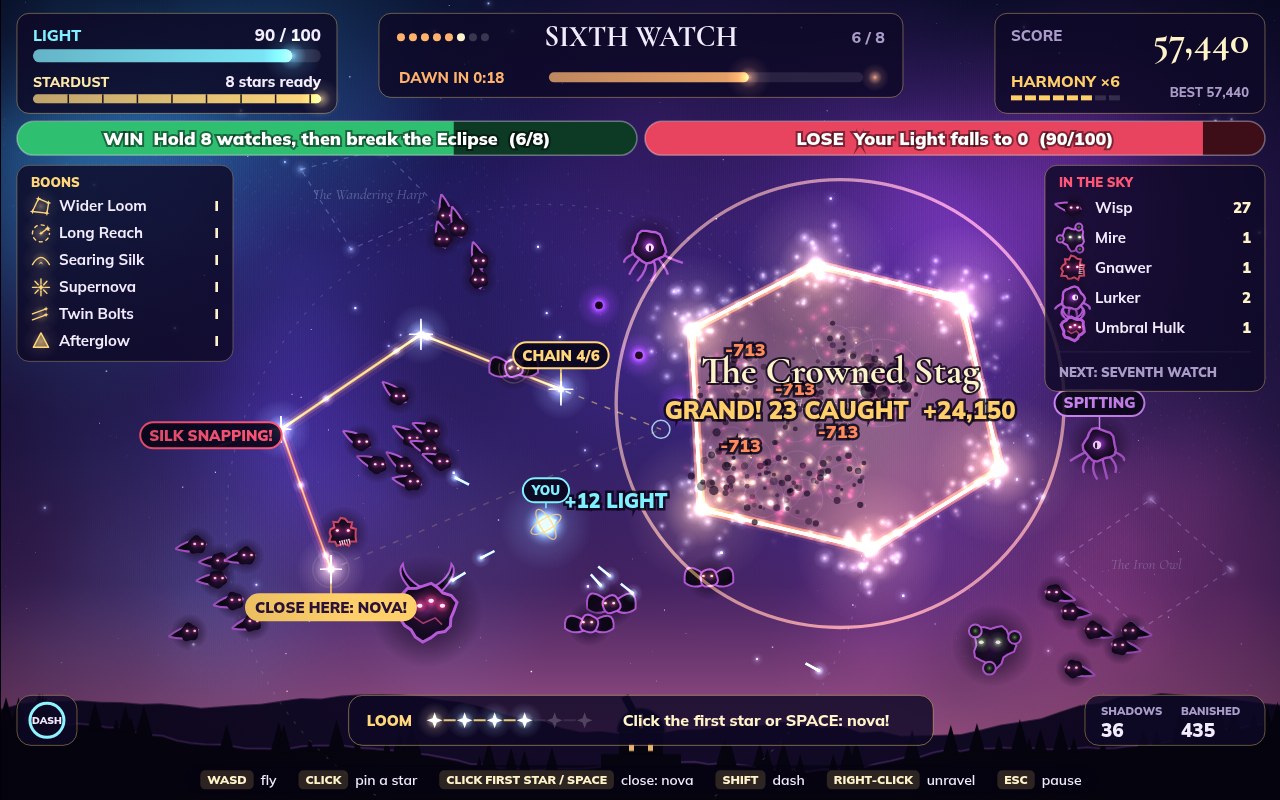 LIGHT 90 / 100
STARDUST 8 stars ready
SIXTH WATCH 6 / 8
DAWN IN 0:18
SCORE 57,440
HARMONY ×6 BEST 57,440
WIN Hold 8 watches, then break the Eclipse (6/8)
LOSE Your Light falls to 0 (90/100)
BOONS
Wider Loom I
Long Reach I
Searing Silk I
Supernova I
Twin Bolts I
Afterglow I
The Wandering Harp
IN THE SKY
Wisp 27
Mire 1
Gnawer 1
Lurker 2
Umbral Hulk 1
NEXT: SEVENTH WATCH
CHAIN 4/6
-713
The Crowned Stag
-713
GRAND! 23 CAUGHT +24,150
-713
-713
SPITTING
SILK SNAPPING!
YOU
+12 LIGHT
The Iron Owl
CLOSE HERE: NOVA!
DASH
LOOM Click the first star or SPACE: nova!
SHADOWS BANISHED
36 435
WASD fly CLICK pin a star CLICK FIRST STAR / SPACE close: nova SHIFT dash RIGHT-CLICK unravel ESC pause